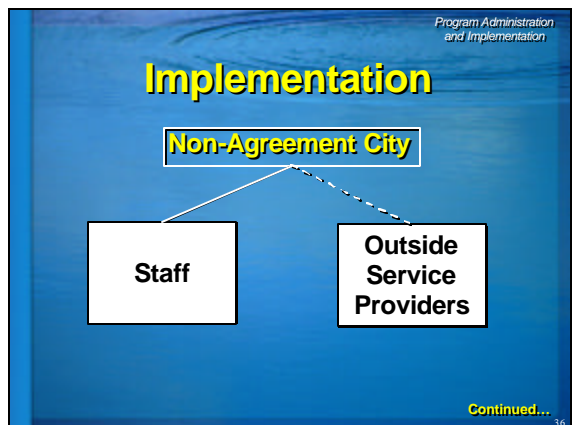 Program Administration
and Implementation
Implementation
Non-Agreement City
Staff
Outside
Service
Providers
Continued...
36